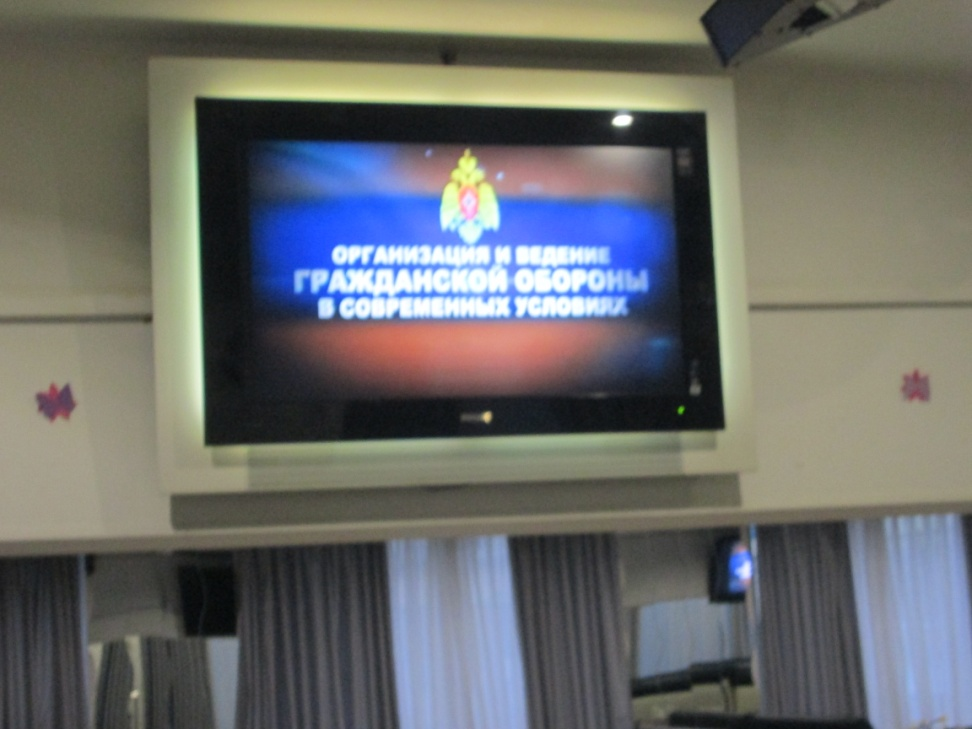 ОРГАНИЗАЦИЯ И ВЕДЕНИЕ
ГРАЖДАНСКОЙ ОБОРОНЫ
В СОВРЕМЕННЫХ УСЛОВИЯХ